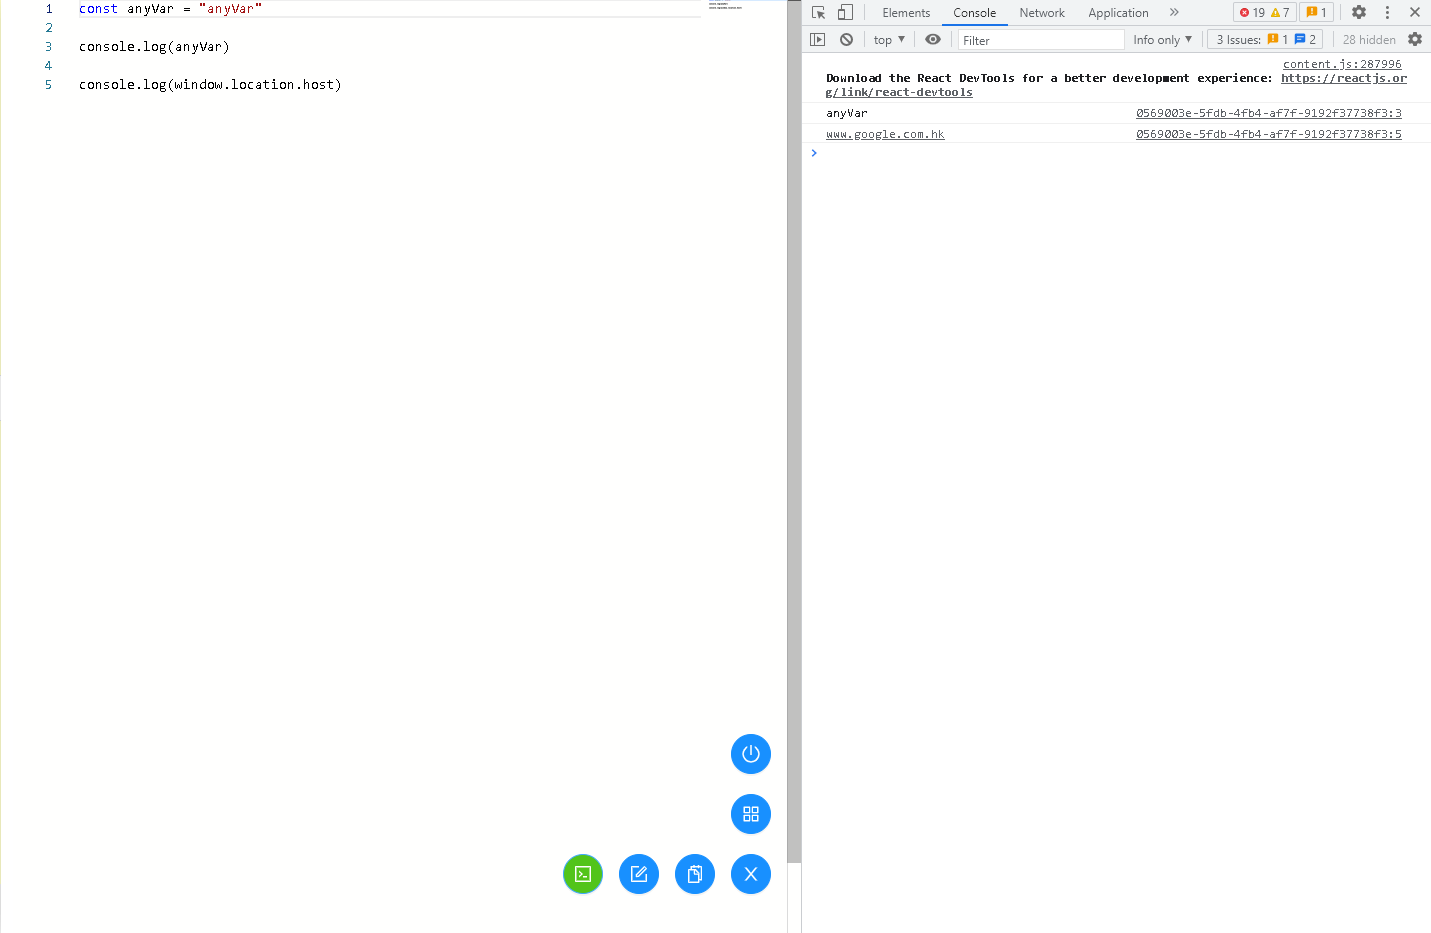 1 const anyVar = "anyVar"
2
3 console.log(anyVar)
4
5 console.log(window.location.host)
Elements Console Network Application » 19 7 1
top ▼ Filter Info only ▼ 3 Issues: 1 2 28 hidden
content.js:287996
Download the React DevTools for a better development experience: https://reactjs.or
g/link/react-devtools
anyVar 0569003e-5fdb-4fb4-af7f-9192f37738f3:3
www.google.com.hk 0569003e-5fdb-4fb4-af7f-9192f37738f3:5
>